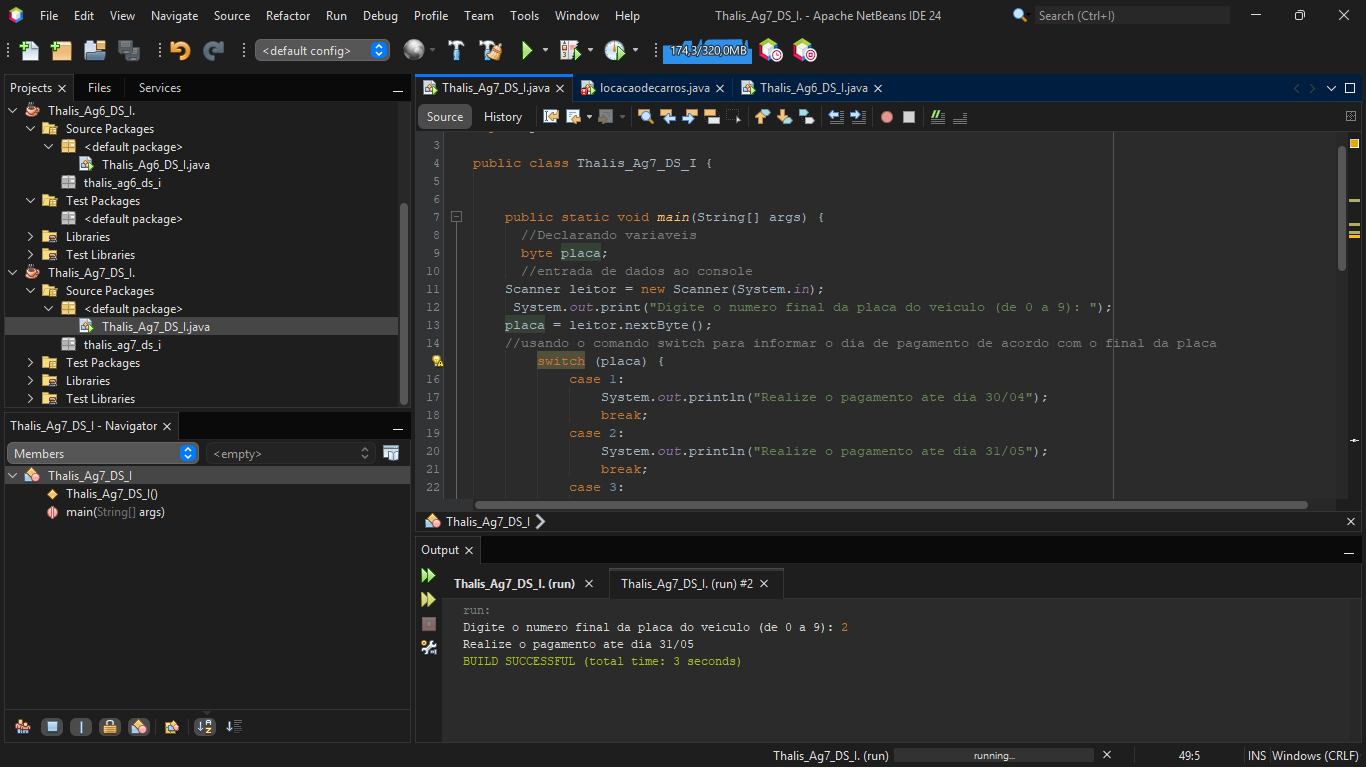 File Edit View Navigate Source Refactor Run Debug Profile Team Tools Window Help
Thalis_Ag7_DS_I. - Apache NetBeans IDE 24
Search (Ctrl+I)
<default config>
174,3/320,0MB
Projects
Files
Services
Thalis_Ag6_DS_I.
Source Packages
<default package>
Thalis_Ag6_DS_I.java
thalis_ag6_ds_i
Test Packages
<default package>
Libraries
Test Libraries
Thalis_Ag7_DS_I.
Source Packages
<default package>
Thalis_Ag7_DS_I.java
thalis_ag7_ds_i
Test Packages
Libraries
Test Libraries
Thalis_Ag7_DS_I - Navigator
Members
<empty>
Thalis_Ag7_DS_I
Thalis_Ag7_DS_I()
main(String[] args)
Thalis_Ag7_DS_I.java
locacaodecarros.java
Thalis_Ag6_DS_I.java
Source
History
3
4 public class Thalis_Ag7_DS_I {
5
6
7 public static void main(String[] args) {
8 //Declarando variaveis
9 byte placa;
10 //entrada de dados ao console
11 Scanner leitor = new Scanner(System.in);
12 System.out.print("Digite o numero final da placa do veiculo (de 0 a 9): ");
13 placa = leitor.nextByte();
14 //usando o comando switch para informar o dia de pagamento de acordo com o final da placa
switch (placa) {
16 case 1:
17 System.out.println("Realize o pagamento ate dia 30/04");
18 break;
19 case 2:
20 System.out.println("Realize o pagamento ate dia 31/05");
21 break;
22 case 3:
Thalis_Ag7_DS_I
Output
Thalis_Ag7_DS_I. (run)
Thalis_Ag7_DS_I. (run) #2
run:
Digite o numero final da placa do veiculo (de 0 a 9): 2
Realize o pagamento ate dia 31/05
BUILD SUCCESSFUL (total time: 3 seconds)
Thalis_Ag7_DS_I. (run)
running...
49:5
INS
Windows (CRLF)